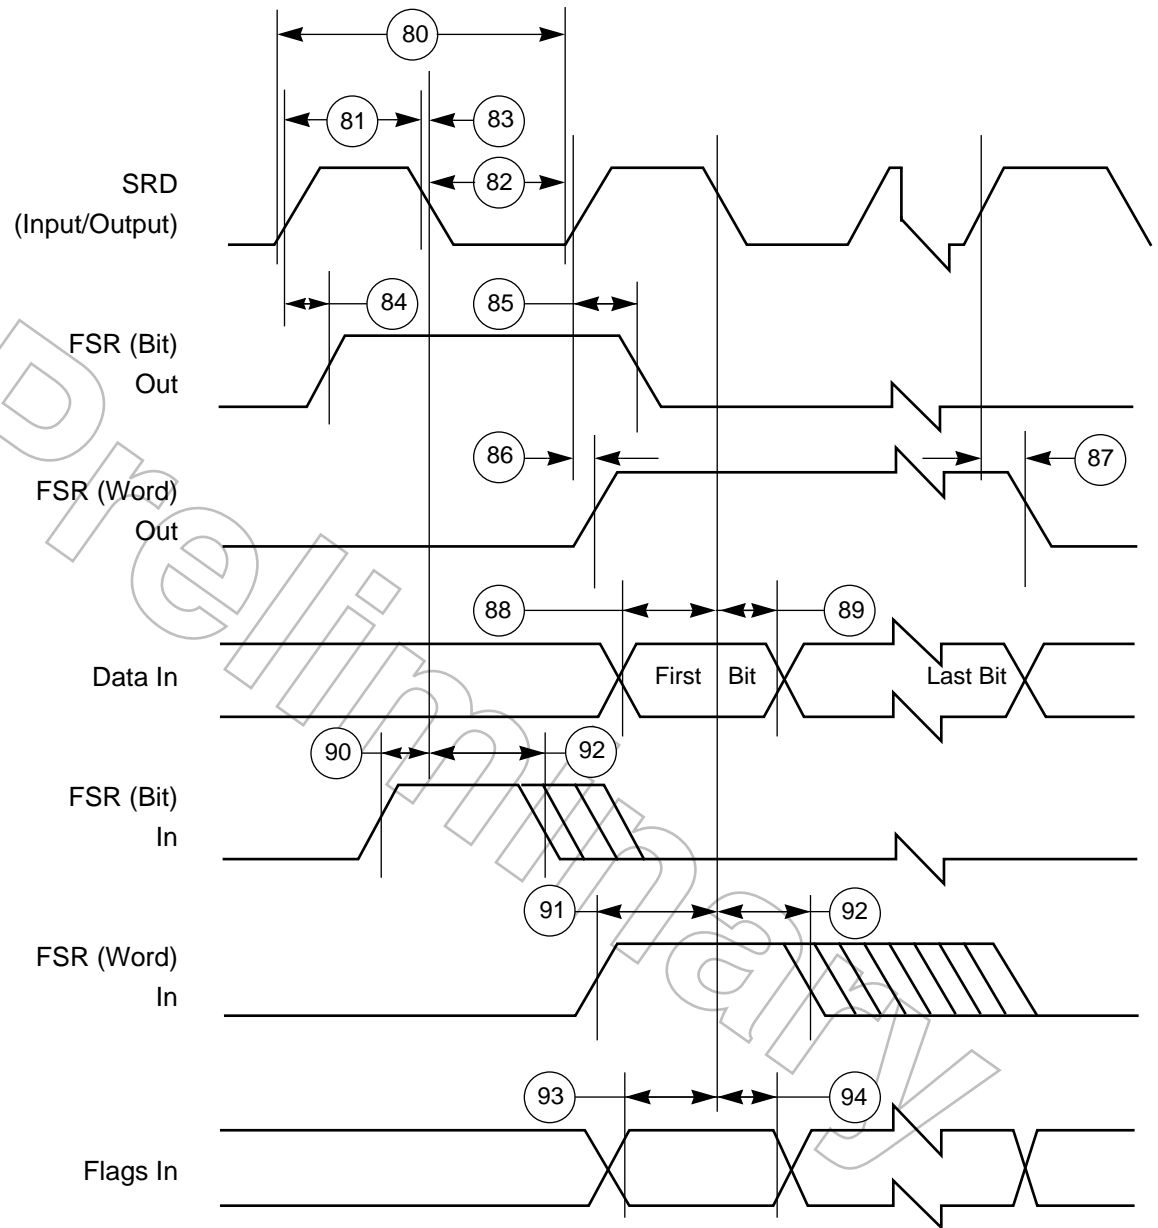 80
81
83
SRD
82
(Input/Output)
84
85
FSR (Bit)
Out
86
87
FSR (Word)
Out
88
89
Data In
First
Bit
Last Bit
90
92
FSR (Bit)
In
91
92
FSR (Word)
In
93
94
Flags In
Preliminary